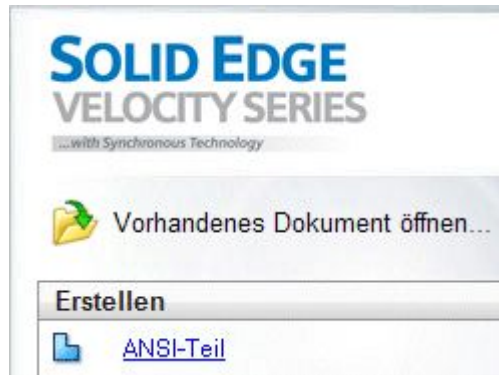 SOLID EDGE
VELOCITY SERIES
...with Synchronous Technology
Vorhandenes Dokument öffnen...
Erstellen
ANSI-Teil